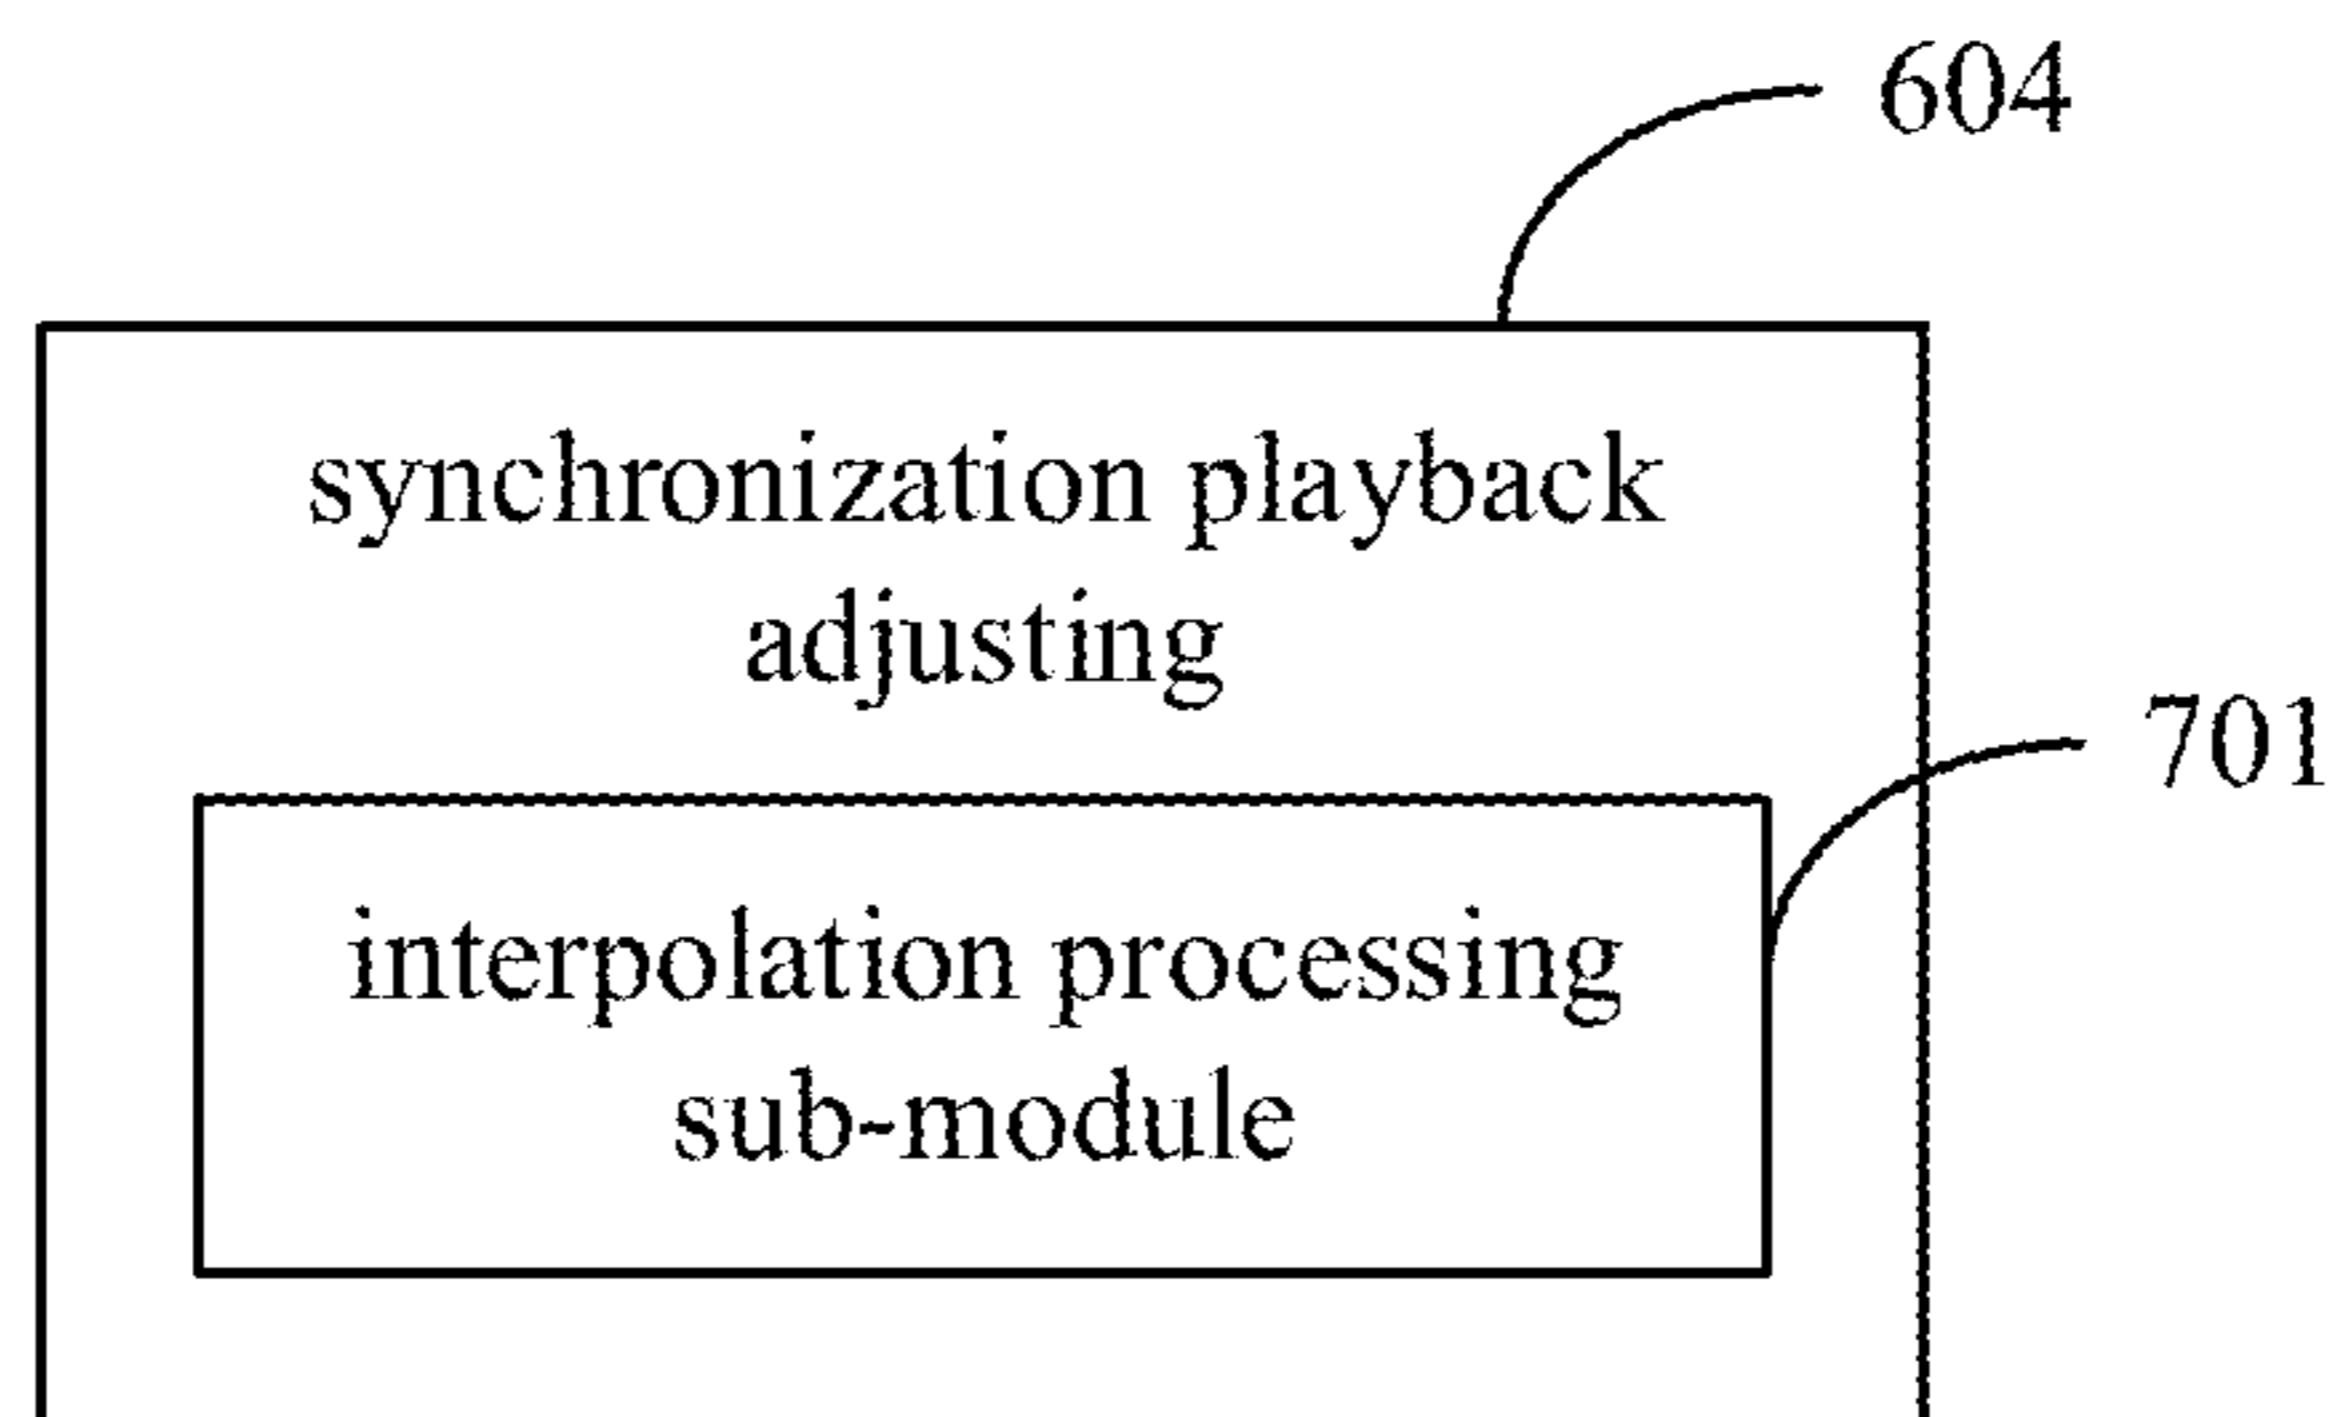 604
synchronization playback
adjusting
701
interpolation processing
sub-module